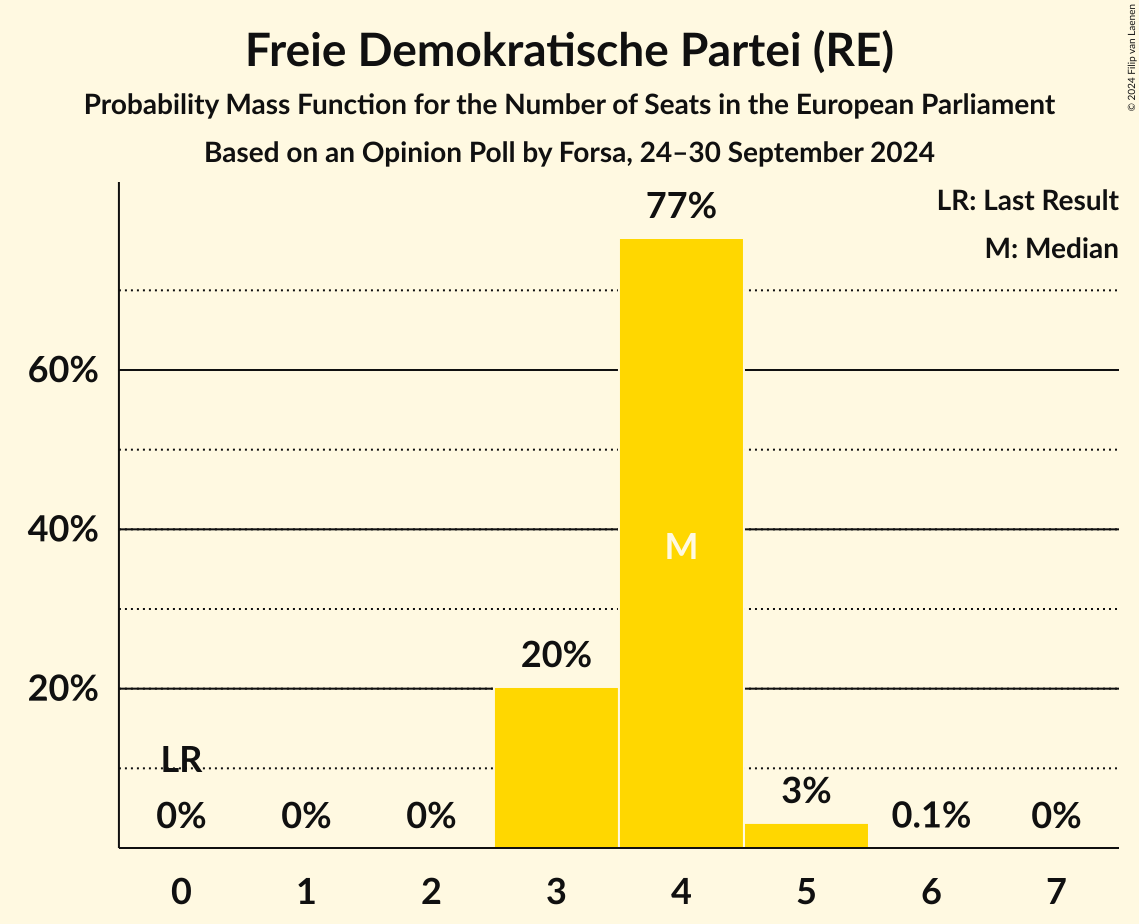 Freie Demokratische Partei (RE)
Probability Mass Function for the Number of Seats in the European Parliament
Based on an Opinion Poll by Forsa, 24–30 September 2024
© 2024 Filip van Laenen
LR: Last Result
M: Median
77%
60%
40%
M
20%
20%
LR
0%
0%
0%
3%
0.1%
0%
0
1
2
3
4
5
6
7